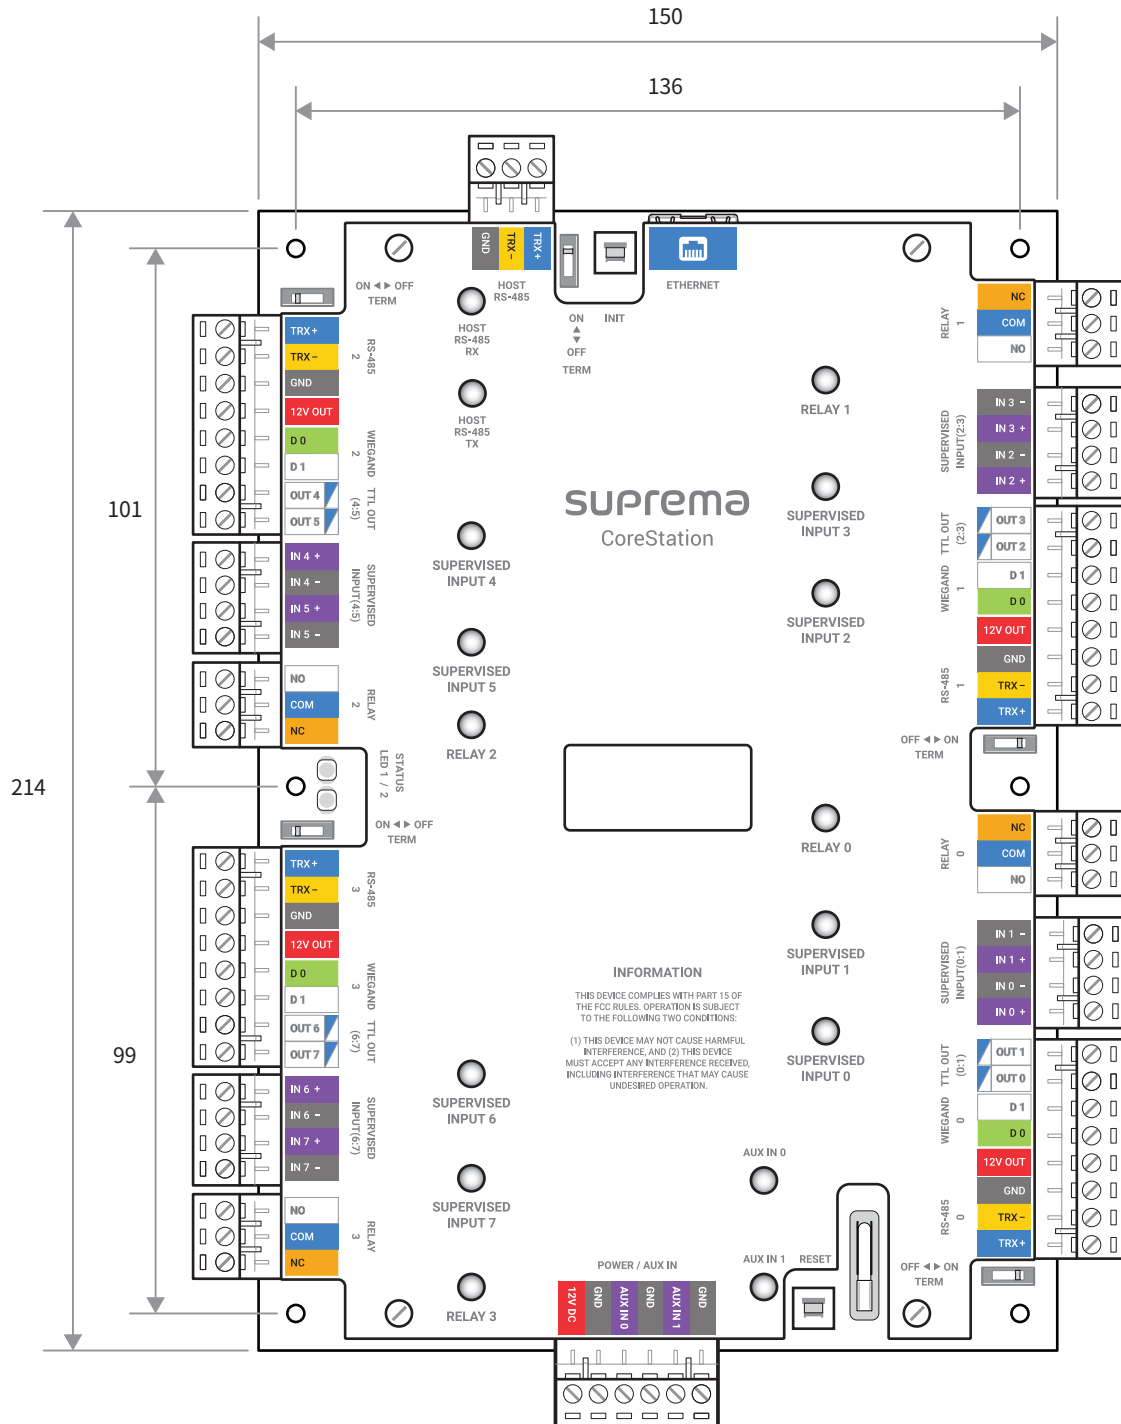 150
136
214
101
99
GND
TRX -
TRX+
HOST
RS-485
ON
OFF
TERM
INIT
ETHERNET
ON ◀ ▶ OFF
TERM
HOST
RS-485
RX
HOST
RS-485
TX
TRX+
TRX –
GND
RS-485
2
12V OUT
D 0
D 1
WIEGAND
2
OUT 4
OUT 5
TTL OUT
(4:5)
IN 4 +
IN 4 –
IN 5 +
IN 5 –
SUPERVISED
INPUT(4:5)
NO
COM
NC
RELAY
2
STATUS
LED 1 / 2
ON ◀ ▶ OFF
TERM
TRX+
TRX –
GND
RS-485
3
12V OUT
D 0
D 1
WIEGAND
3
OUT 6
OUT 7
TTL OUT
(6:7)
IN 6 +
IN 6 –
IN 7 +
IN 7 –
SUPERVISED
INPUT(6:7)
NO
COM
NC
RELAY
3
SUPERVISED
INPUT 4
SUPERVISED
INPUT 5
RELAY 2
SUPERVISED
INPUT 6
SUPERVISED
INPUT 7
RELAY 3
suprema
CoreStation
RELAY 1
SUPERVISED
INPUT 3
SUPERVISED
INPUT 2
RELAY 0
SUPERVISED
INPUT 1
SUPERVISED
INPUT 0
INFORMATION
THIS DEVICE COMPLIES WITH PART 15 OF
THE FCC RULES. OPERATION IS SUBJECT
TO THE FOLLOWING TWO CONDITIONS:
(1) THIS DEVICE MAY NOT CAUSE HARMFUL
INTERFERENCE, AND (2) THIS DEVICE
MUST ACCEPT ANY INTERFERENCE RECEIVED,
INCLUDING INTERFERENCE THAT MAY CAUSE
UNDESIRED OPERATION.
AUX IN 0
AUX IN 1
RESET
POWER / AUX IN
12V DC
GND
AUX IN 0
GND
AUX IN 1
GND
RELAY
1
NC
COM
NO
SUPERVISED
INPUT(2:3)
IN 3 –
IN 3 +
IN 2 –
IN 2 +
TTL OUT
(2:3)
OUT 3
OUT 2
WIEGAND
1
D 1
D 0
12V OUT
RS-485
1
GND
TRX –
TRX+
OFF ◀ ▶ ON
TERM
RELAY
0
NC
COM
NO
SUPERVISED
INPUT(0:1)
IN 1 –
IN 1 +
IN 0 –
IN 0 +
TTL OUT
(0:1)
OUT 1
OUT 0
WIEGAND
0
D 1
D 0
12V OUT
RS-485
0
GND
TRX –
TRX+
OFF ◀ ▶ ON
TERM